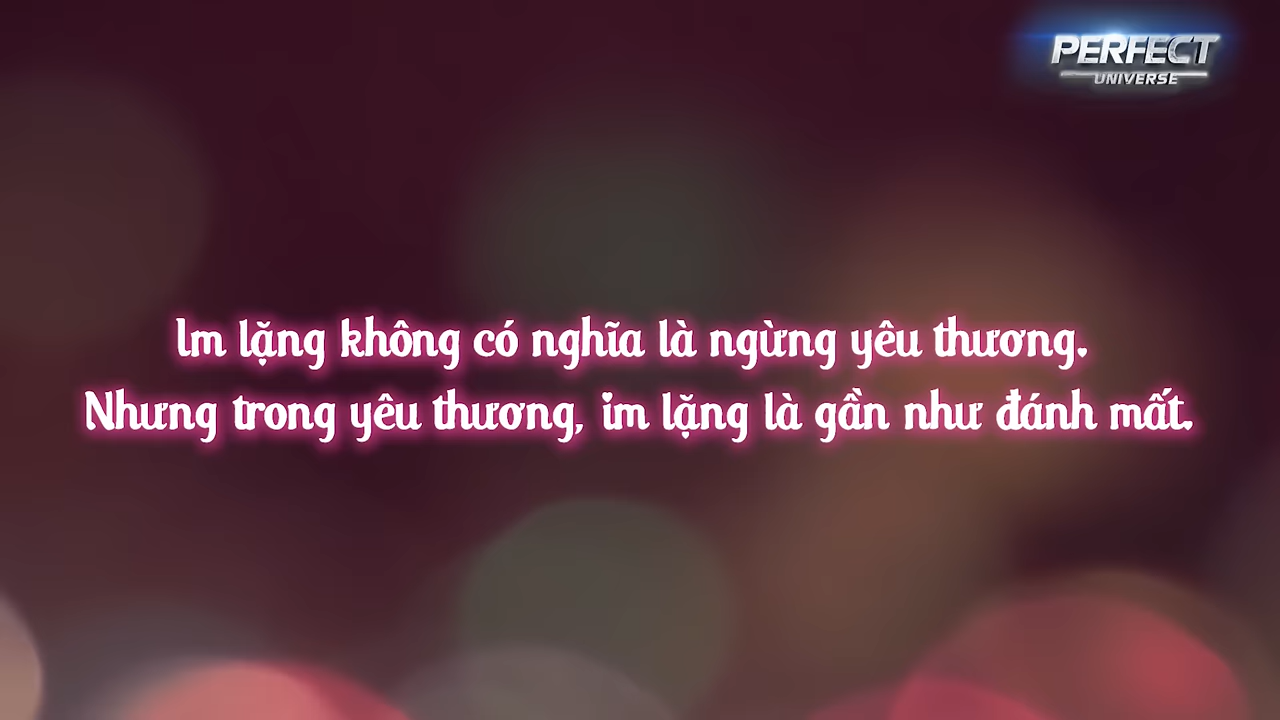 PERFECT
UNIVERSE
Im lặng không có nghĩa là ngừng yêu thương.
Nhưng trong yêu thương, im lặng là gần như đánh mất.